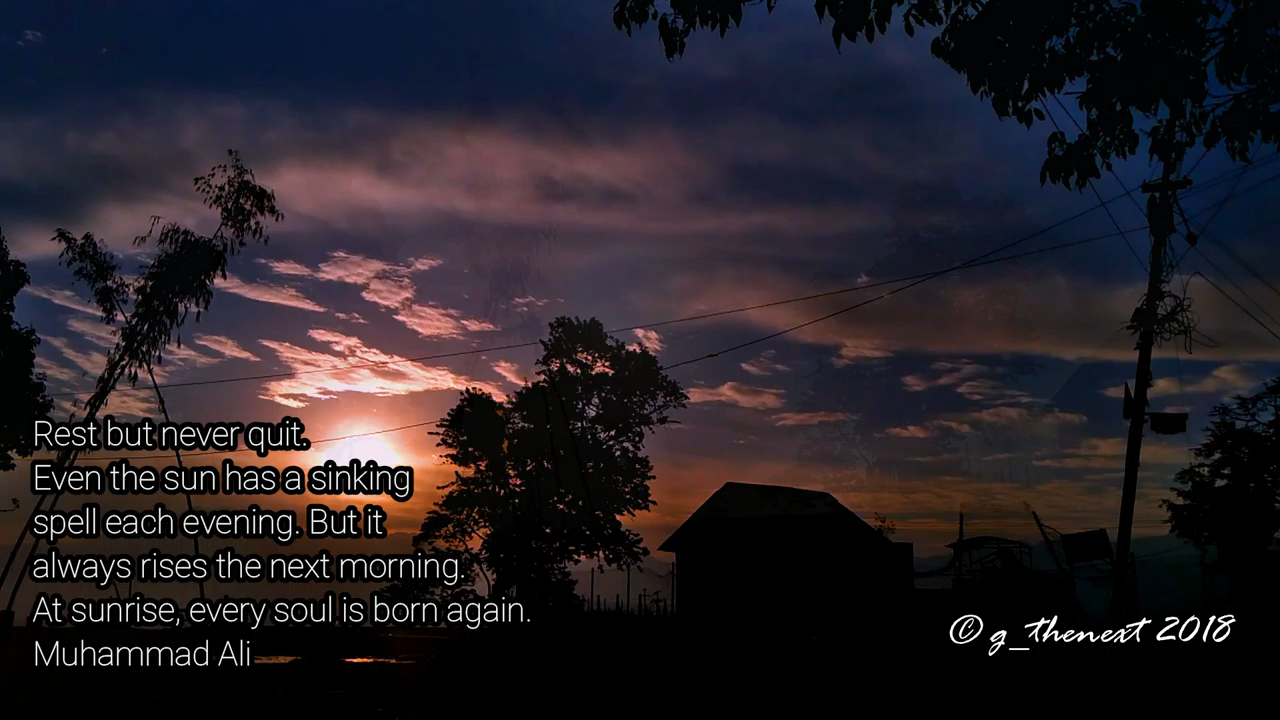 Rest but never quit.
Even the sun has a sinking
spell each evening. But it
always rises the next morning.
At sunrise, every soul is born again.
Muhammad Ali
© g_thenext 2018